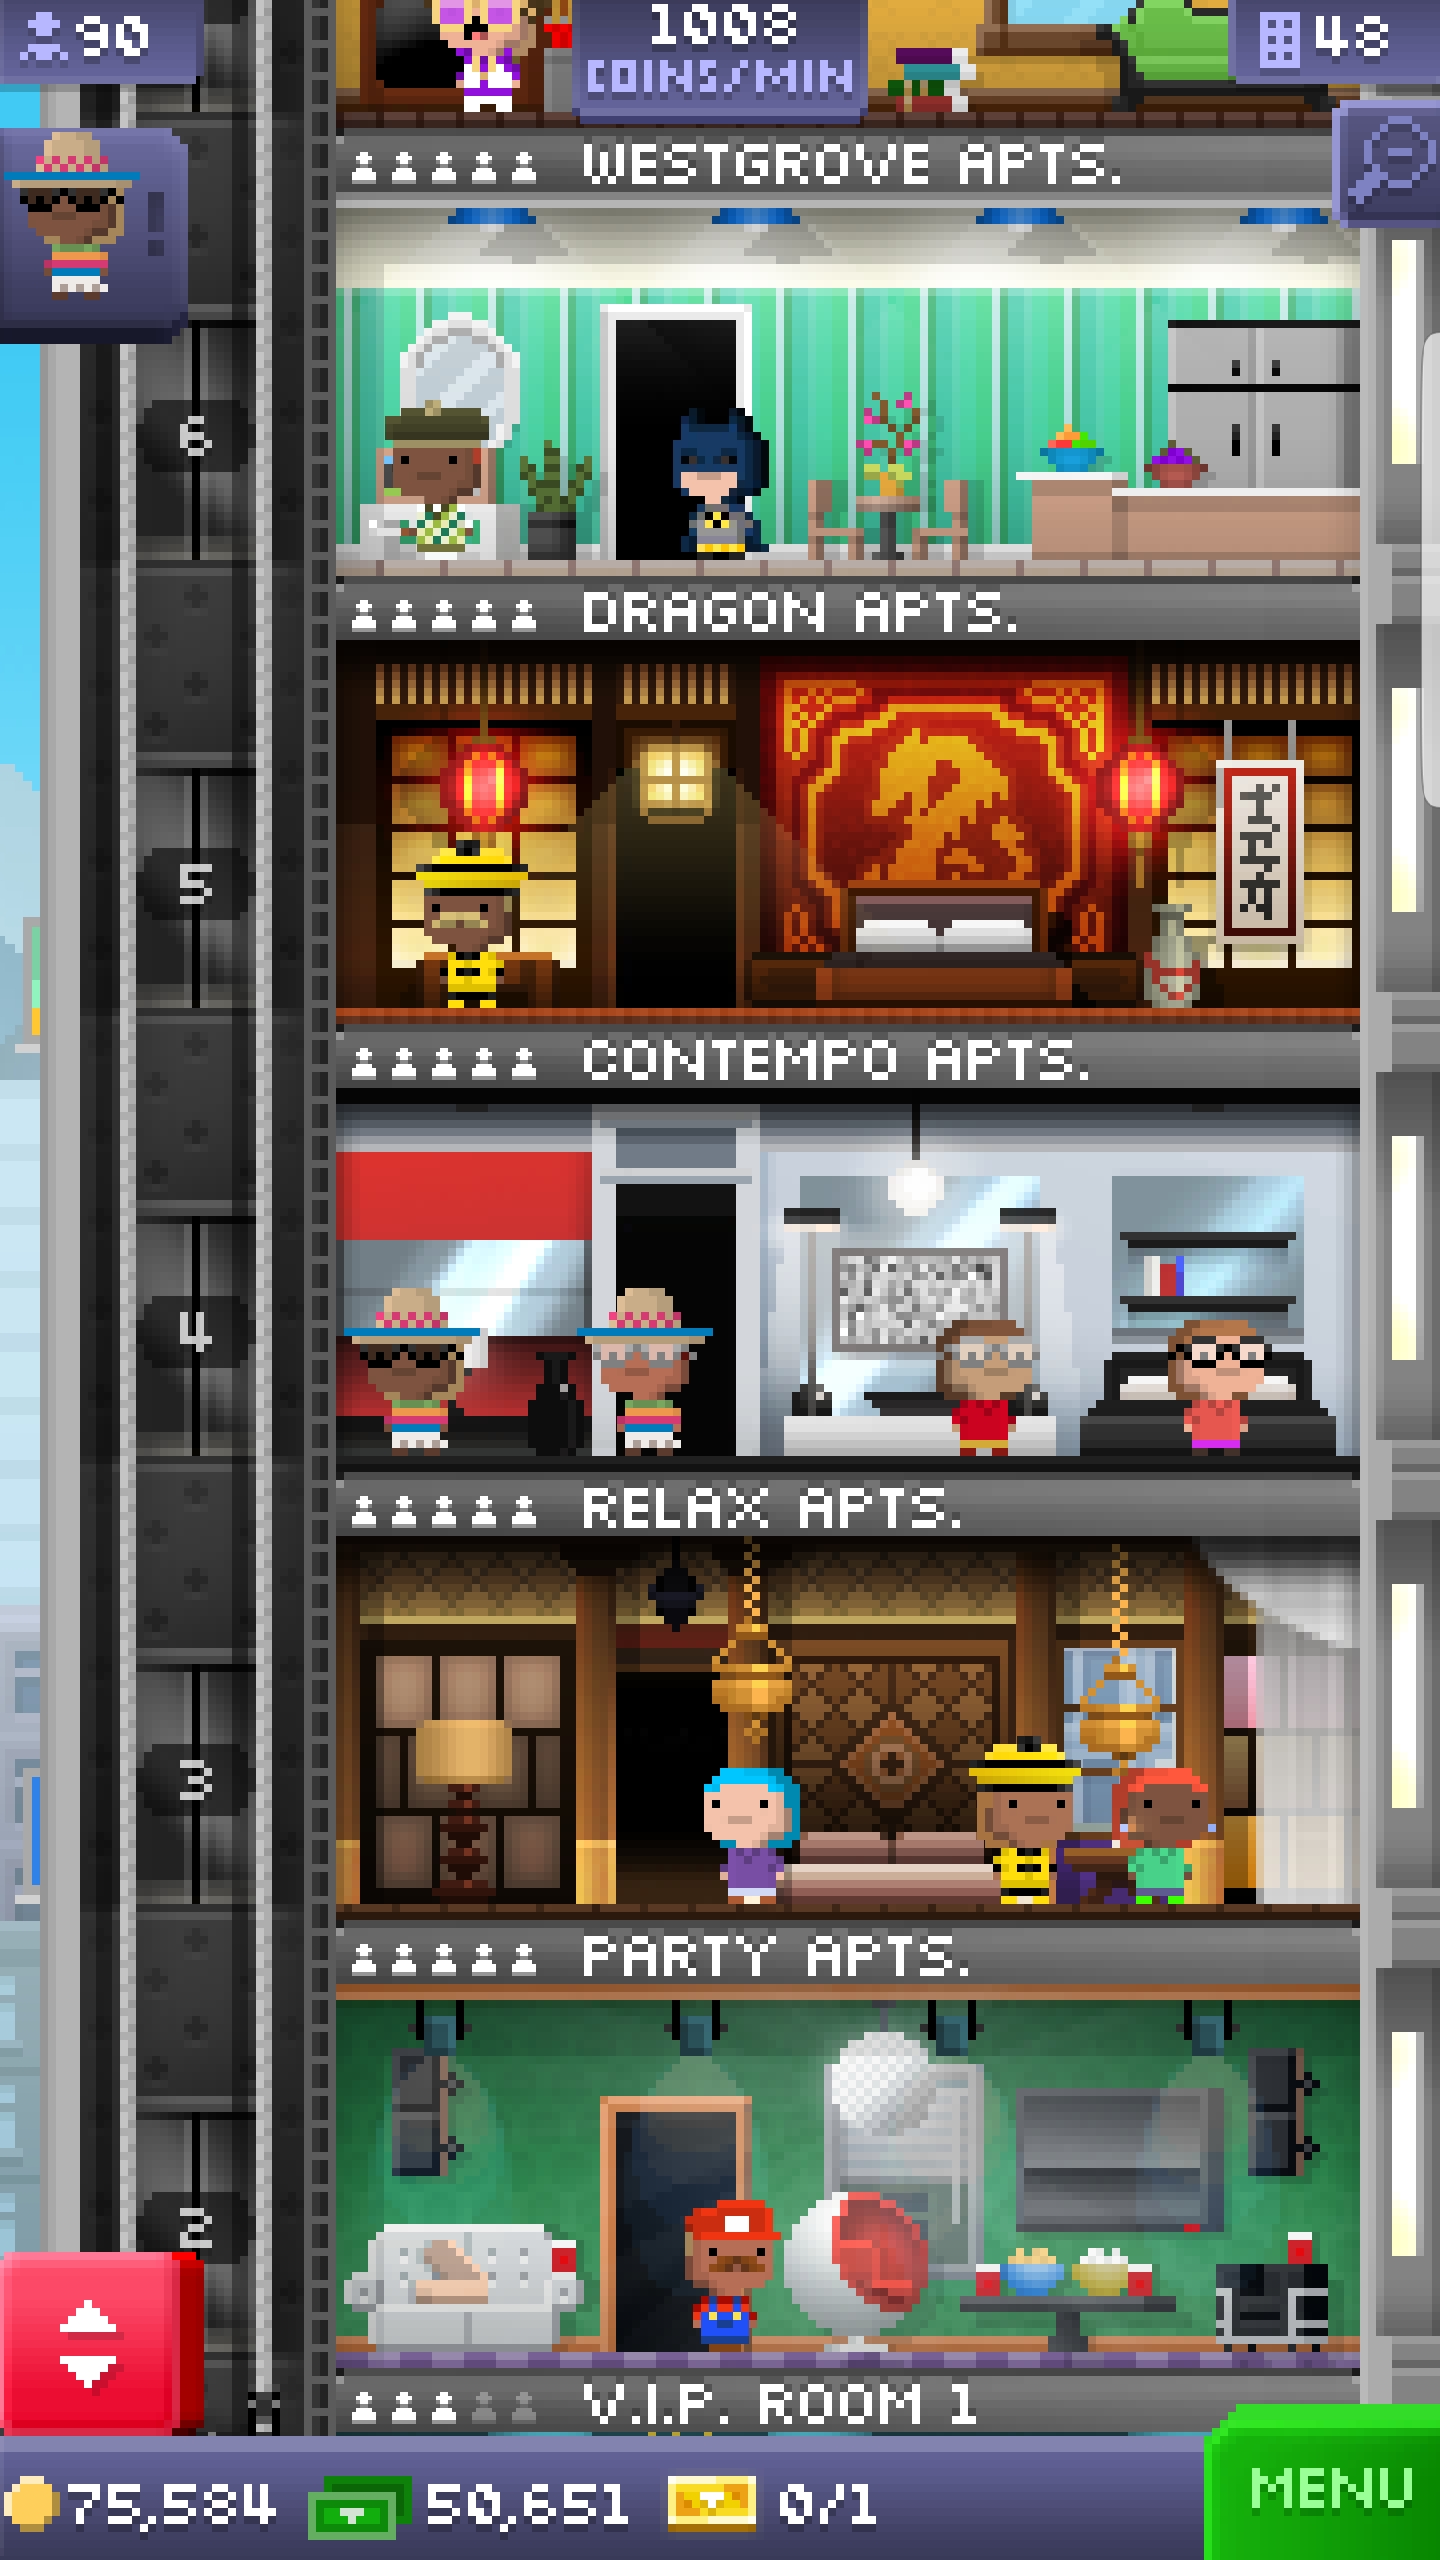 90
1008
COINS/MIN
48
!
WESTGROVE APTS.
6
DRAGON APTS.
5
CONTEMPO APTS.
4
RELAX APTS.
3
PARTY APTS.
2
V.I.P. ROOM 1
75,584 50,651 0/1
MENU